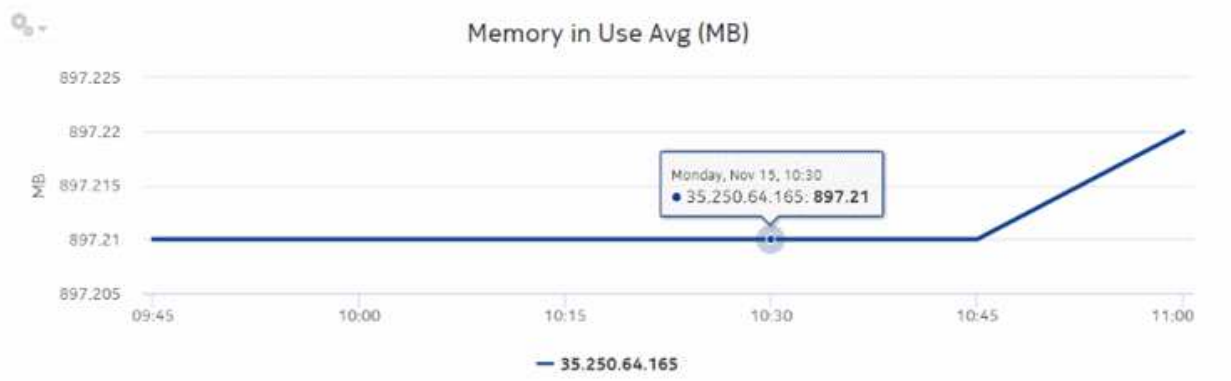 Memory in Use Avg (MB)
897.225
897.22
897.215
897.21
897.205
MB
Monday, Nov 15, 10:30
35.250.64.165: 897.21
09:45 10:00 10:15 10:30 10:45 11:00
35.250.64.165